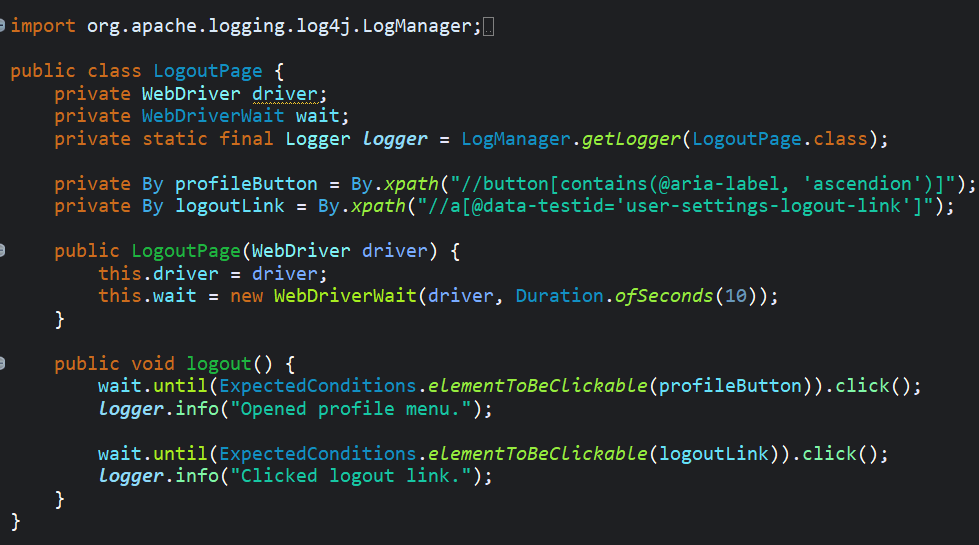 import org.apache.logging.log4j.LogManager;
public class LogoutPage {
    private WebDriver driver;
    private WebDriverWait wait;
    private static final Logger logger = LogManager.getLogger(LogoutPage.class);
    private By profileButton = By.xpath("//button[contains(@aria-label, 'ascendion')]");
    private By logoutLink = By.xpath("//a[@data-testid='user-settings-logout-link']");
    public LogoutPage(WebDriver driver) {
        this.driver = driver;
        this.wait = new WebDriverWait(driver, Duration.ofSeconds(10));
    }
    public void logout() {
        wait.until(ExpectedConditions.elementToBeClickable(profileButton)).click();
        logger.info("Opened profile menu.");
        wait.until(ExpectedConditions.elementToBeClickable(logoutLink)).click();
        logger.info("Clicked logout link.");
    }
}